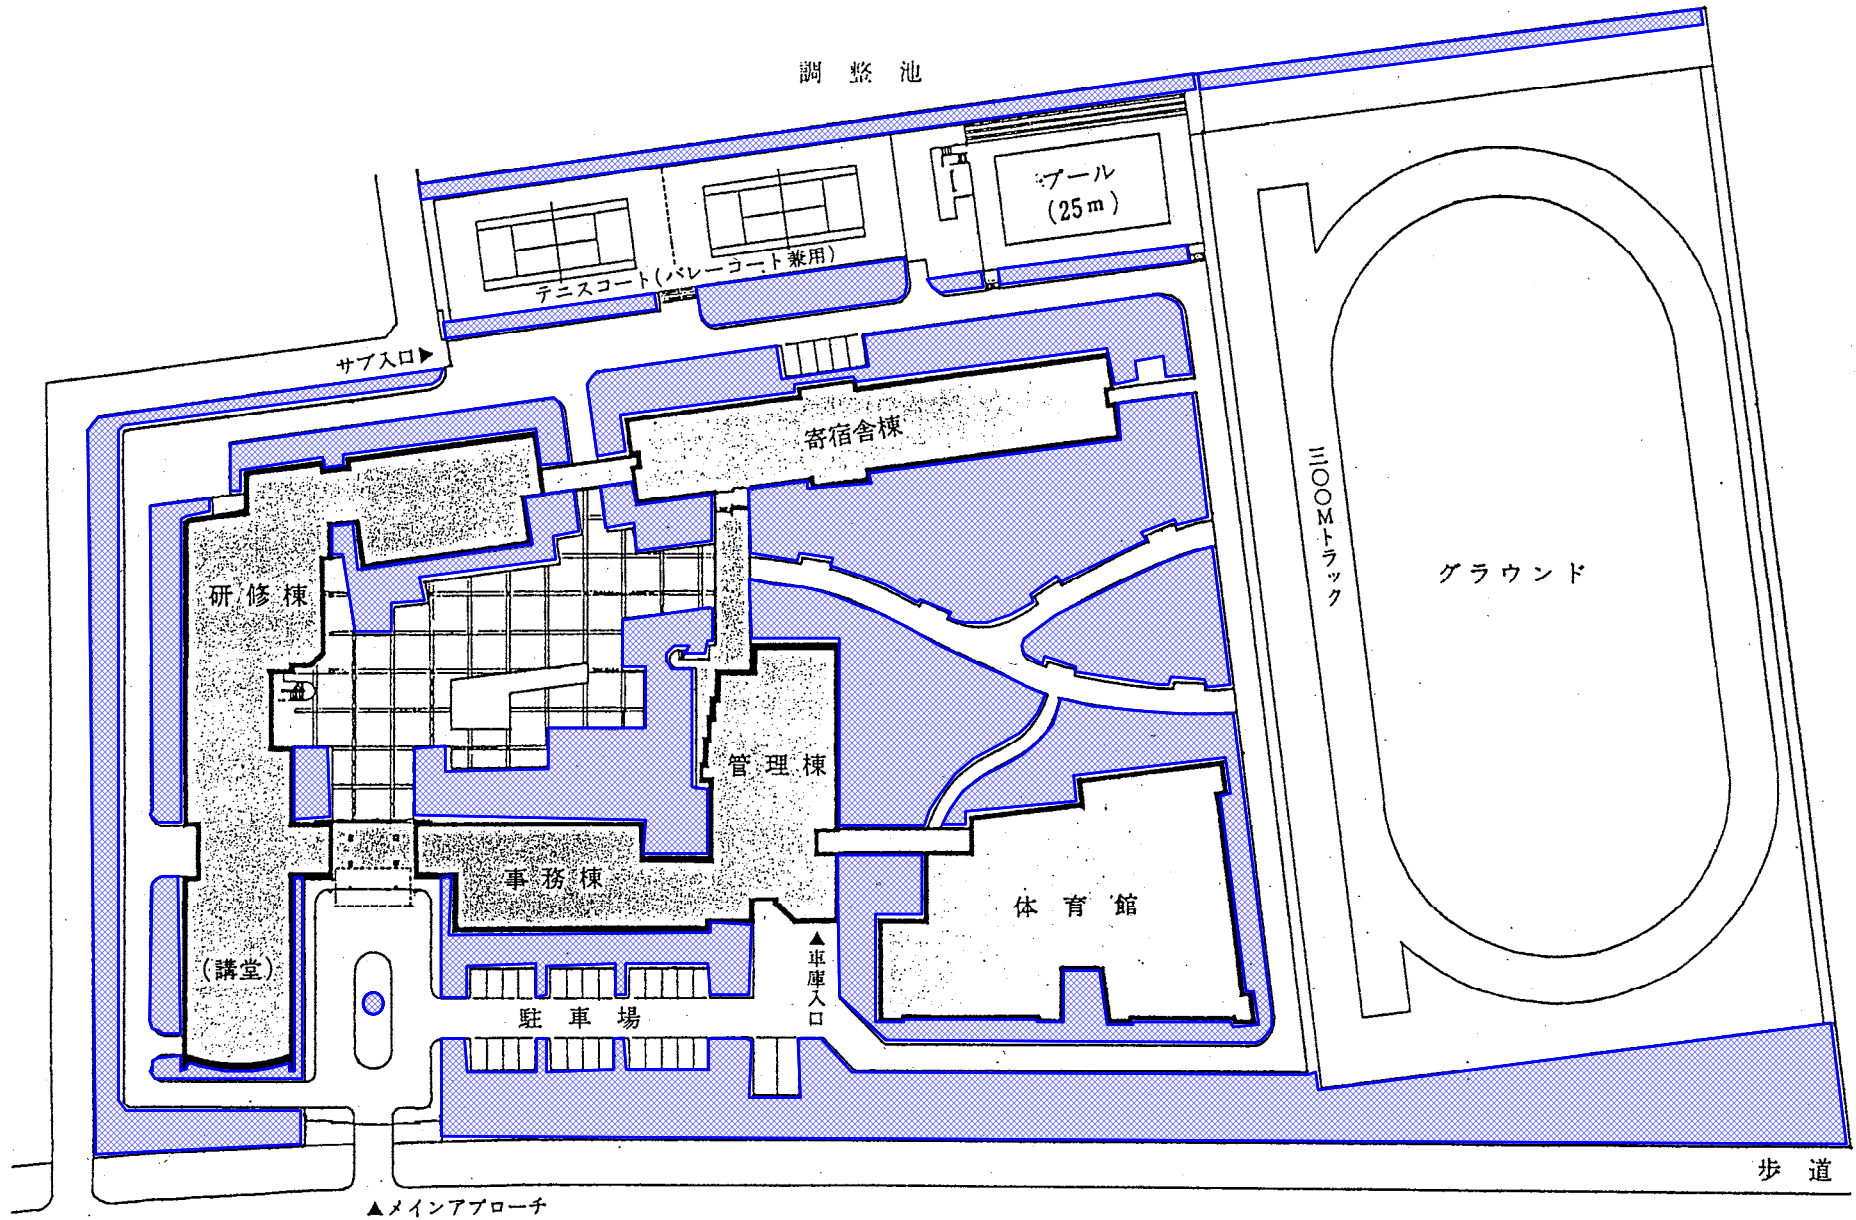 調整池
プール
(25m)
テニスコート(バレーコート兼用)
サブ入口▶
寄宿舎棟
三〇〇Mトラック
グラウンド
研修棟
管理棟
事務棟
体育館
(講堂)
▲車庫入口
駐車場
歩道
▲メインアプローチ